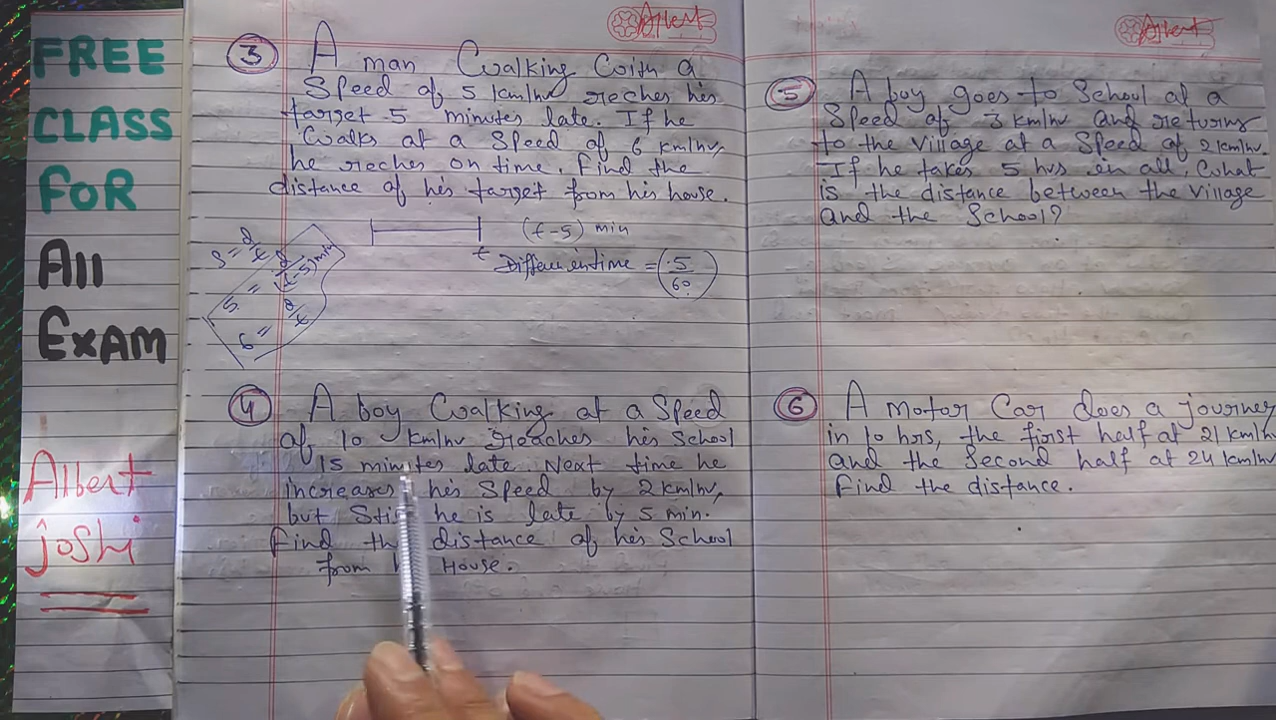 FREE
CLASS
FOR
All
ExAM
Albert
joshi
Albert
3 A man Walking with a
Speed of 5 km/hr reches his
target 5 minutes late. If he
Walks at a Speed of 6 km/hr,
he reches on time. Find the
distance of his target from his house.
(t-5) min
t
Different time = 5/60
S = d/t
5 = d/(t-5) min
6 = d/t
4 A boy Walking at a Speed
of 10 km/hr reaches his School
15 minutes late. Next time he
increases his Speed by 2 km/hr,
but he is late by 5 min.
Find distance of his School
from House.
Albert
5 A boy goes to School at a
Speed of 3 km/hr and returns
to the village at a Speed of 2 km/hr.
If he takes 5 hrs in all, What
is the distance between the village
and the School?
6 A Motor Car does a journey
in 10 hrs, the first half at 21 km/hr
and the Second half at 24 km/hr
Find the distance.